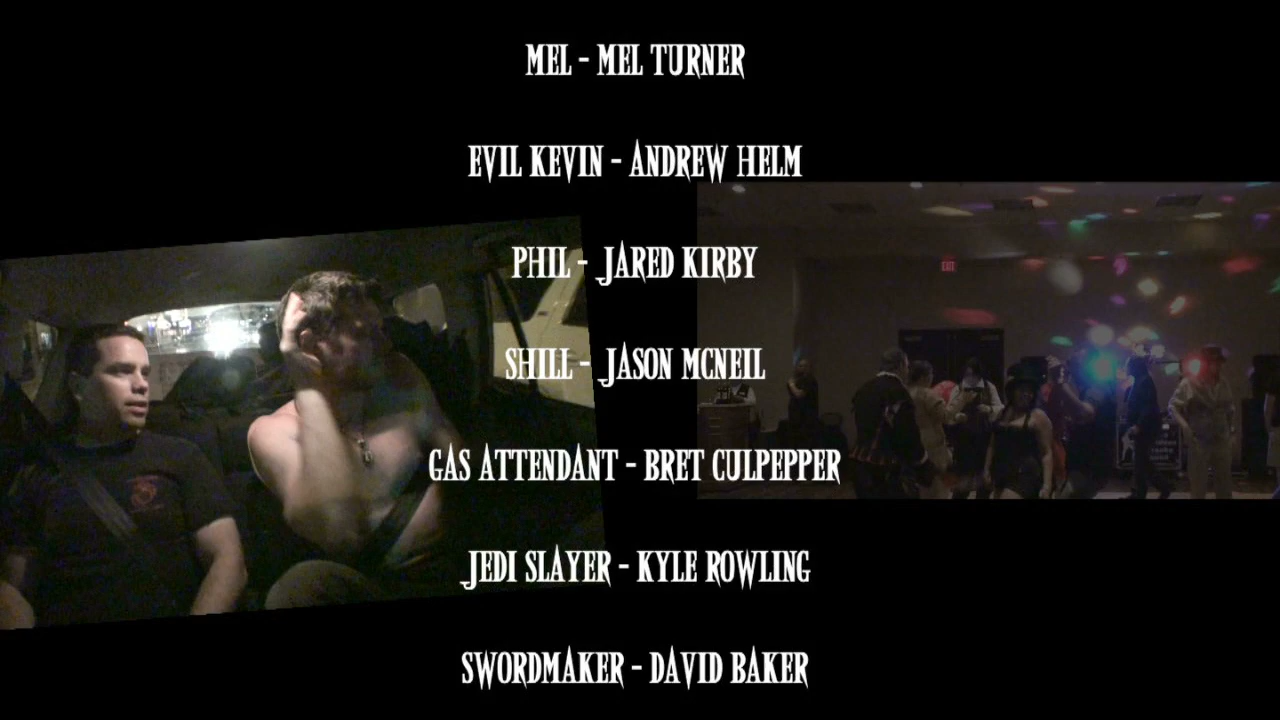 MEL - MEL TURNER
EVIL KEVIN - ANDREW HELM
PHIL - JARED KIRBY
SHILL - JASON MCNEIL
GAS ATTENDANT - BRET CULPEPPER
JEDI SLAYER - KYLE ROWLING
SWORDMAKER - DAVID BAKER
EXIT